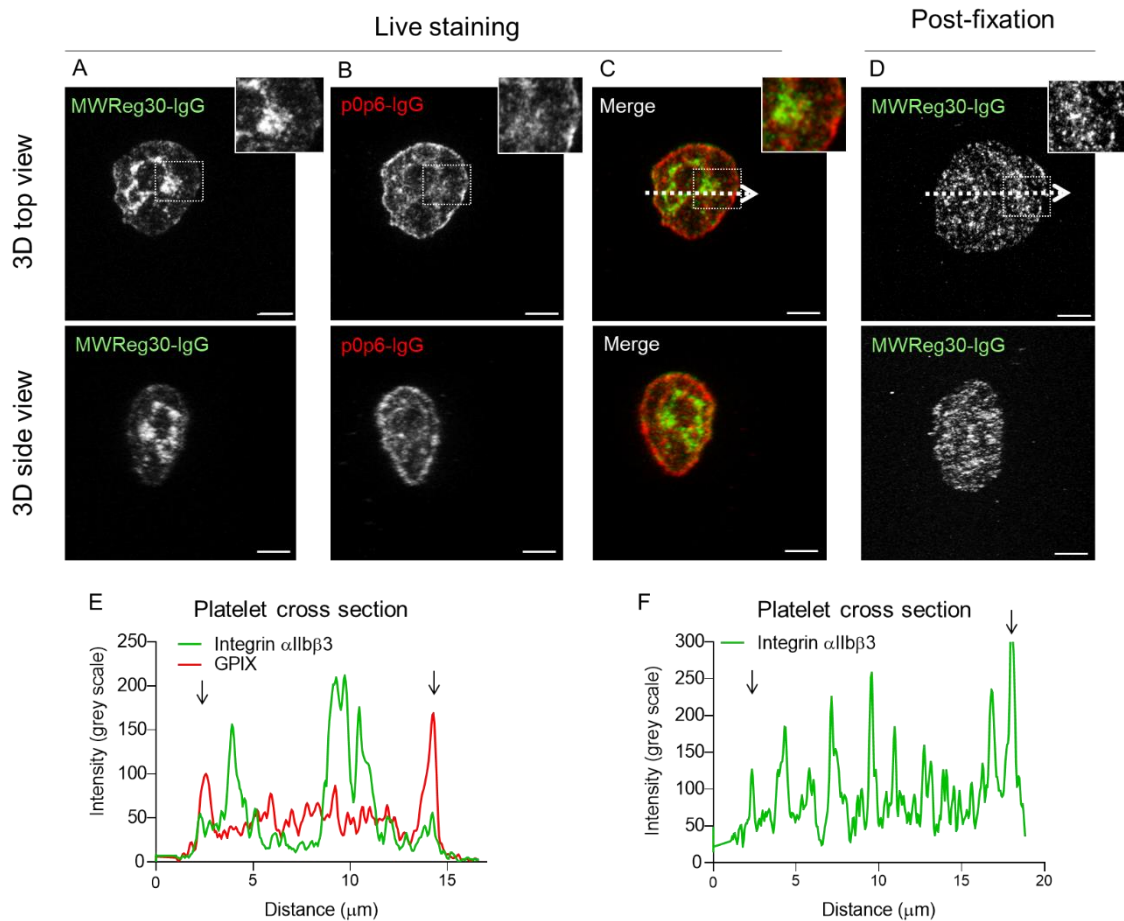 Live staining
Post-fixation
A
B
C
D
MWReg30-IgG
p0p6-IgG
Merge
MWReg30-IgG
3D top view
MWReg30-IgG
p0p6-IgG
Merge
MWReg30-IgG
3D side view
E
Platelet cross section
Integrin αIIbβ3
GPIX
Intensity (grey scale)
250
200
150
100
50
0
0
5
10
15
Distance (μm)
F
Platelet cross section
Integrin αIIbβ3
Intensity (grey scale)
300
250
200
150
100
50
0
0
5
10
15
20
Distance (μm)